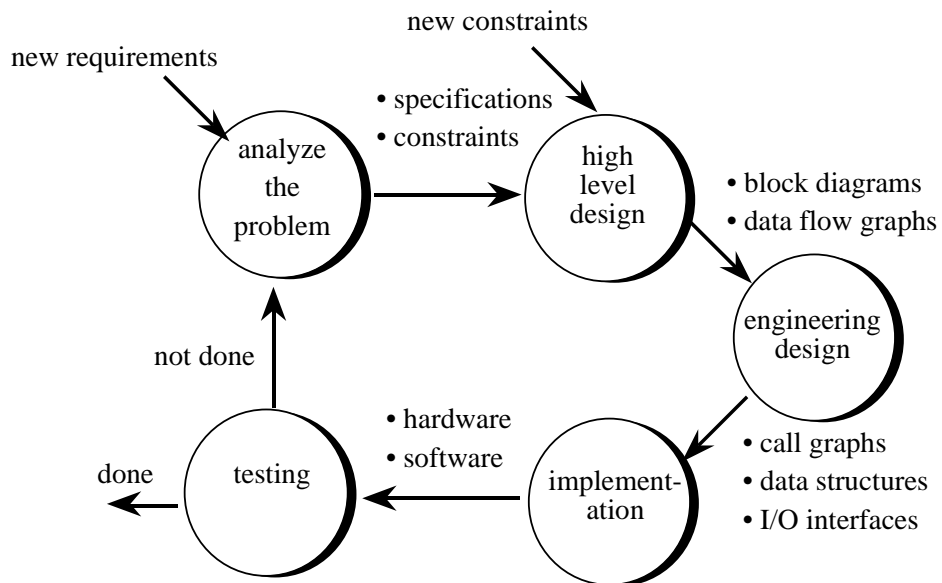 new constraints
new requirements
• specifications
• constraints
analyze
the
problem
high
level
design
• block diagrams
• data flow graphs
engineering
design
not done
• hardware
• software
testing
done
implement-
ation
• call graphs
• data structures
• I/O interfaces